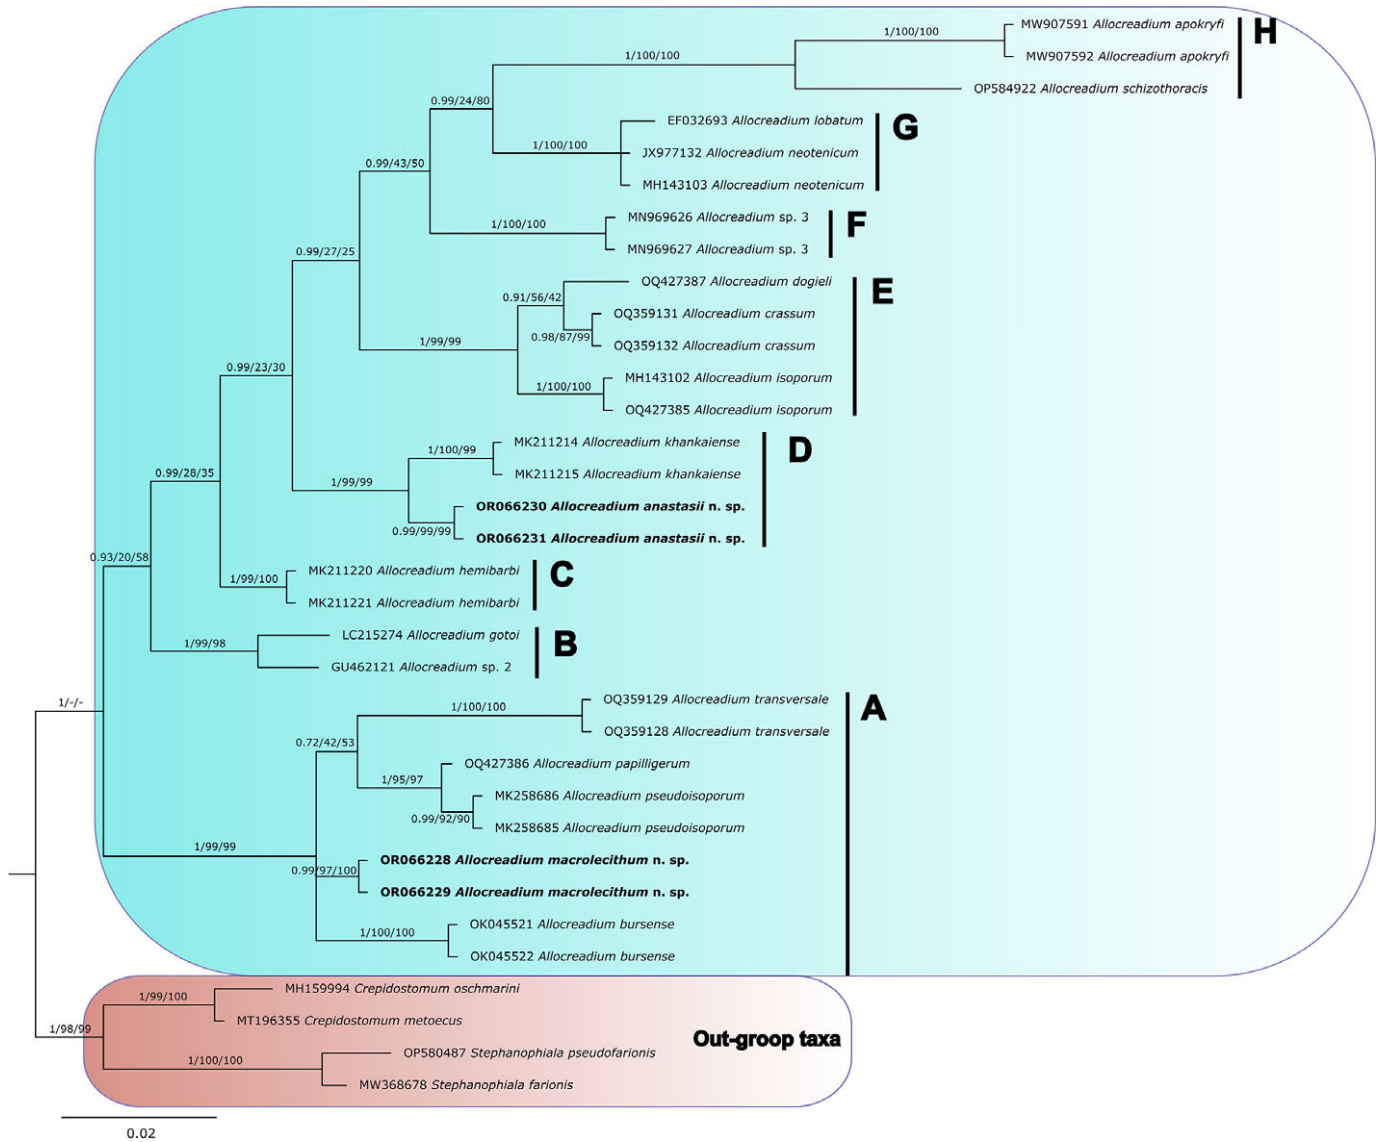 MW907591 Allocreadium apokryfi
H
1/100/100
MW907592 Allocreadium apokryfi
1/100/100
OP584922 Allocreadium schizothoracis
0.99/24/80
EF032693 Allocreadium lobatum
G
1/100/100
JX977132 Allocreadium neotenicum
0.99/43/50
MH143103 Allocreadium neotenicum
MN969626 Allocreadium sp. 3
F
1/100/100
MN969627 Allocreadium sp. 3
0.99/27/25
OQ427387 Allocreadium dogieli
E
0.91/56/42
OQ359131 Allocreadium crassum
0.98/87/99
1/99/99
OQ359132 Allocreadium crassum
0.99/23/30
MH143102 Allocreadium isoporum
1/100/100
OQ427385 Allocreadium isoporum
MK211214 Allocreadium khankaiense
D
1/100/99
MK211215 Allocreadium khankaiense
0.99/28/35
1/99/99
OR066230 Allocreadium anastasii n. sp.
0.99/99/99
OR066231 Allocreadium anastasii n. sp.
0.93/20/58
MK211220 Allocreadium hemibarbi
C
1/99/100
MK211221 Allocreadium hemibarbi
LC215274 Allocreadium gotoi
B
1/99/98
GU462121 Allocreadium sp. 2
1/-/-
OQ359129 Allocreadium transversale
A
1/100/100
OQ359128 Allocreadium transversale
0.72/42/53
OQ427386 Allocreadium papilligerum
1/95/97
MK258686 Allocreadium pseudoisoporum
0.99/92/90
MK258685 Allocreadium pseudoisoporum
1/99/99
OR066228 Allocreadium macrolecithum n. sp.
0.99/97/100
OR066229 Allocreadium macrolecithum n. sp.
OK045521 Allocreadium bursense
1/100/100
OK045522 Allocreadium bursense
MH159994 Crepidostomum oschmarini
1/99/100
MT196355 Crepidostomum metoecus
1/98/99
Out-groop taxa
OP580487 Stephanophiala pseudofarionis
1/100/100
MW368678 Stephanophiala farionis
0.02